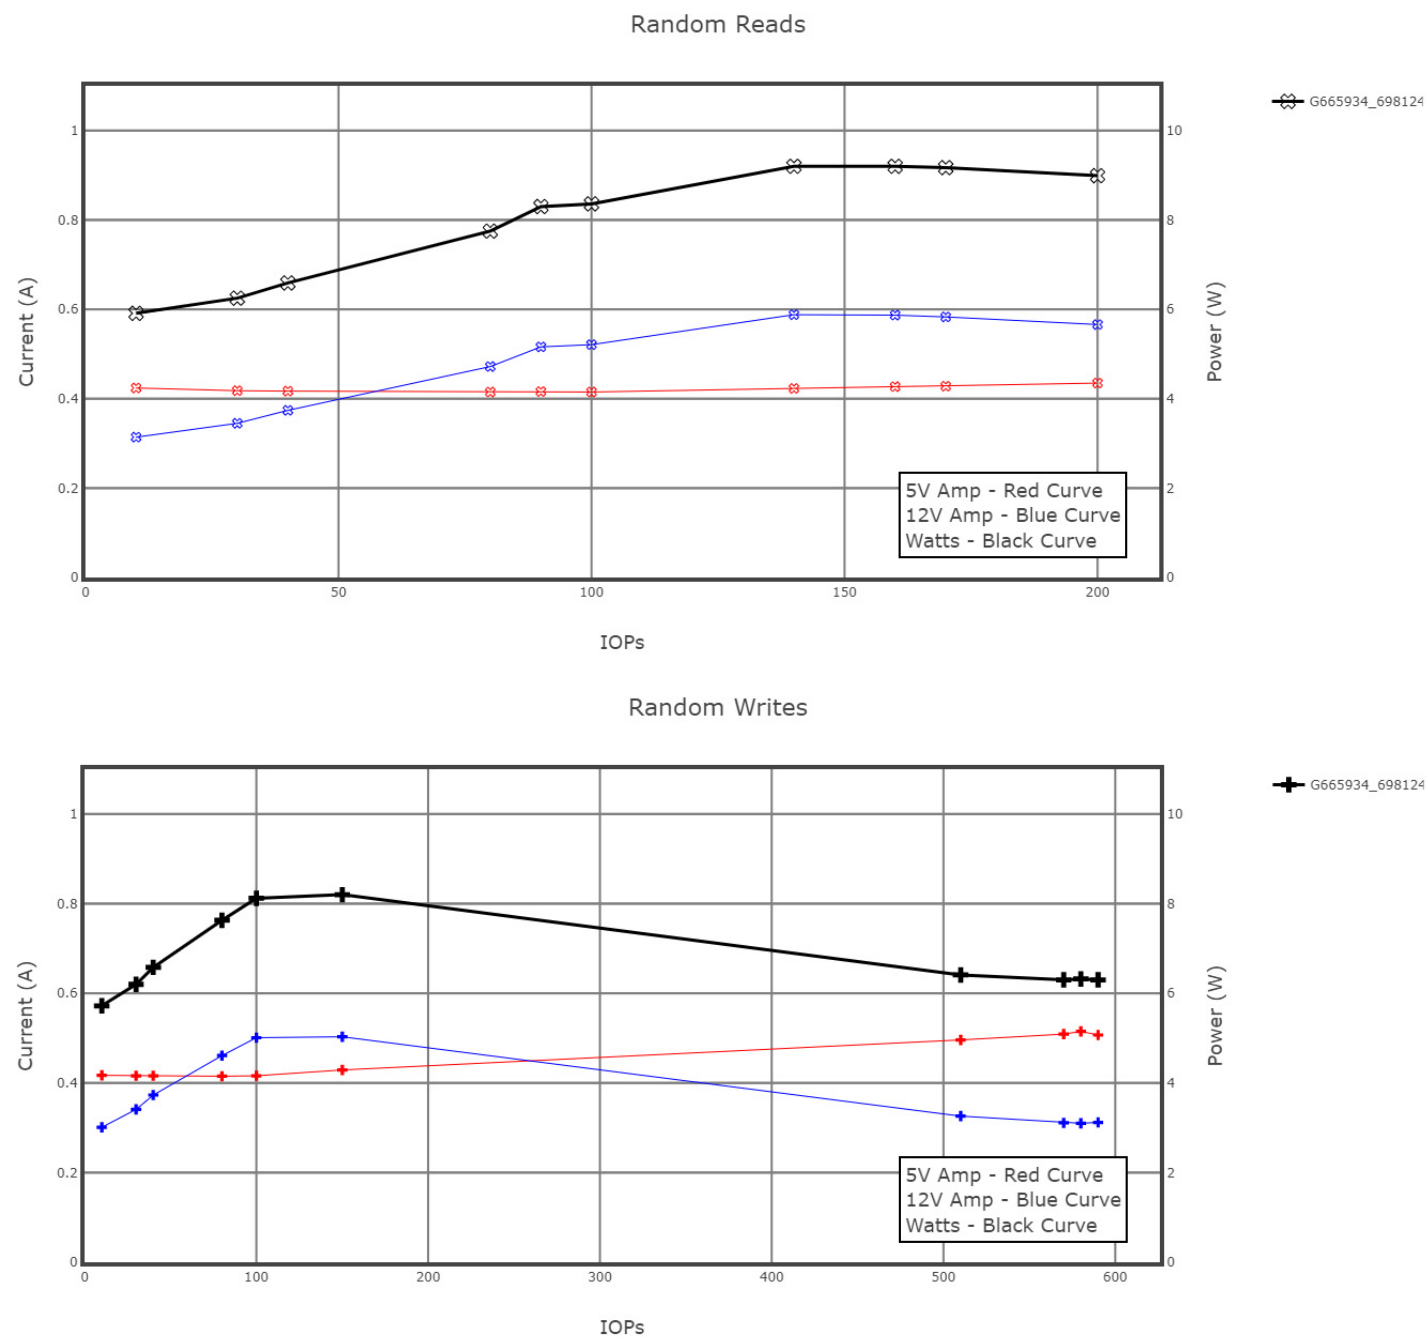 Random Reads
G665934_698124
1
0.8
0.6
0.4
0.2
0
Current (A)
10
8
6
4
2
0
Power (W)
5V Amp - Red Curve
12V Amp - Blue Curve
Watts - Black Curve
0 50 100 150 200
IOPs
Random Writes
G665934_698124
1
0.8
0.6
0.4
0.2
0
Current (A)
10
8
6
4
2
0
Power (W)
5V Amp - Red Curve
12V Amp - Blue Curve
Watts - Black Curve
0 100 200 300 400 500 600
IOPs